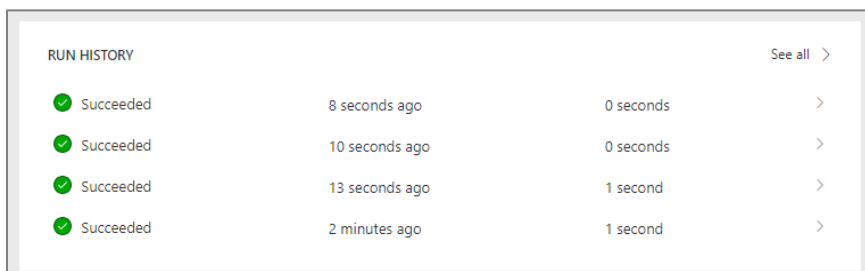 RUN HISTORY See all
Succeeded 8 seconds ago 0 seconds
Succeeded 10 seconds ago 0 seconds
Succeeded 13 seconds ago 1 second
Succeeded 2 minutes ago 1 second